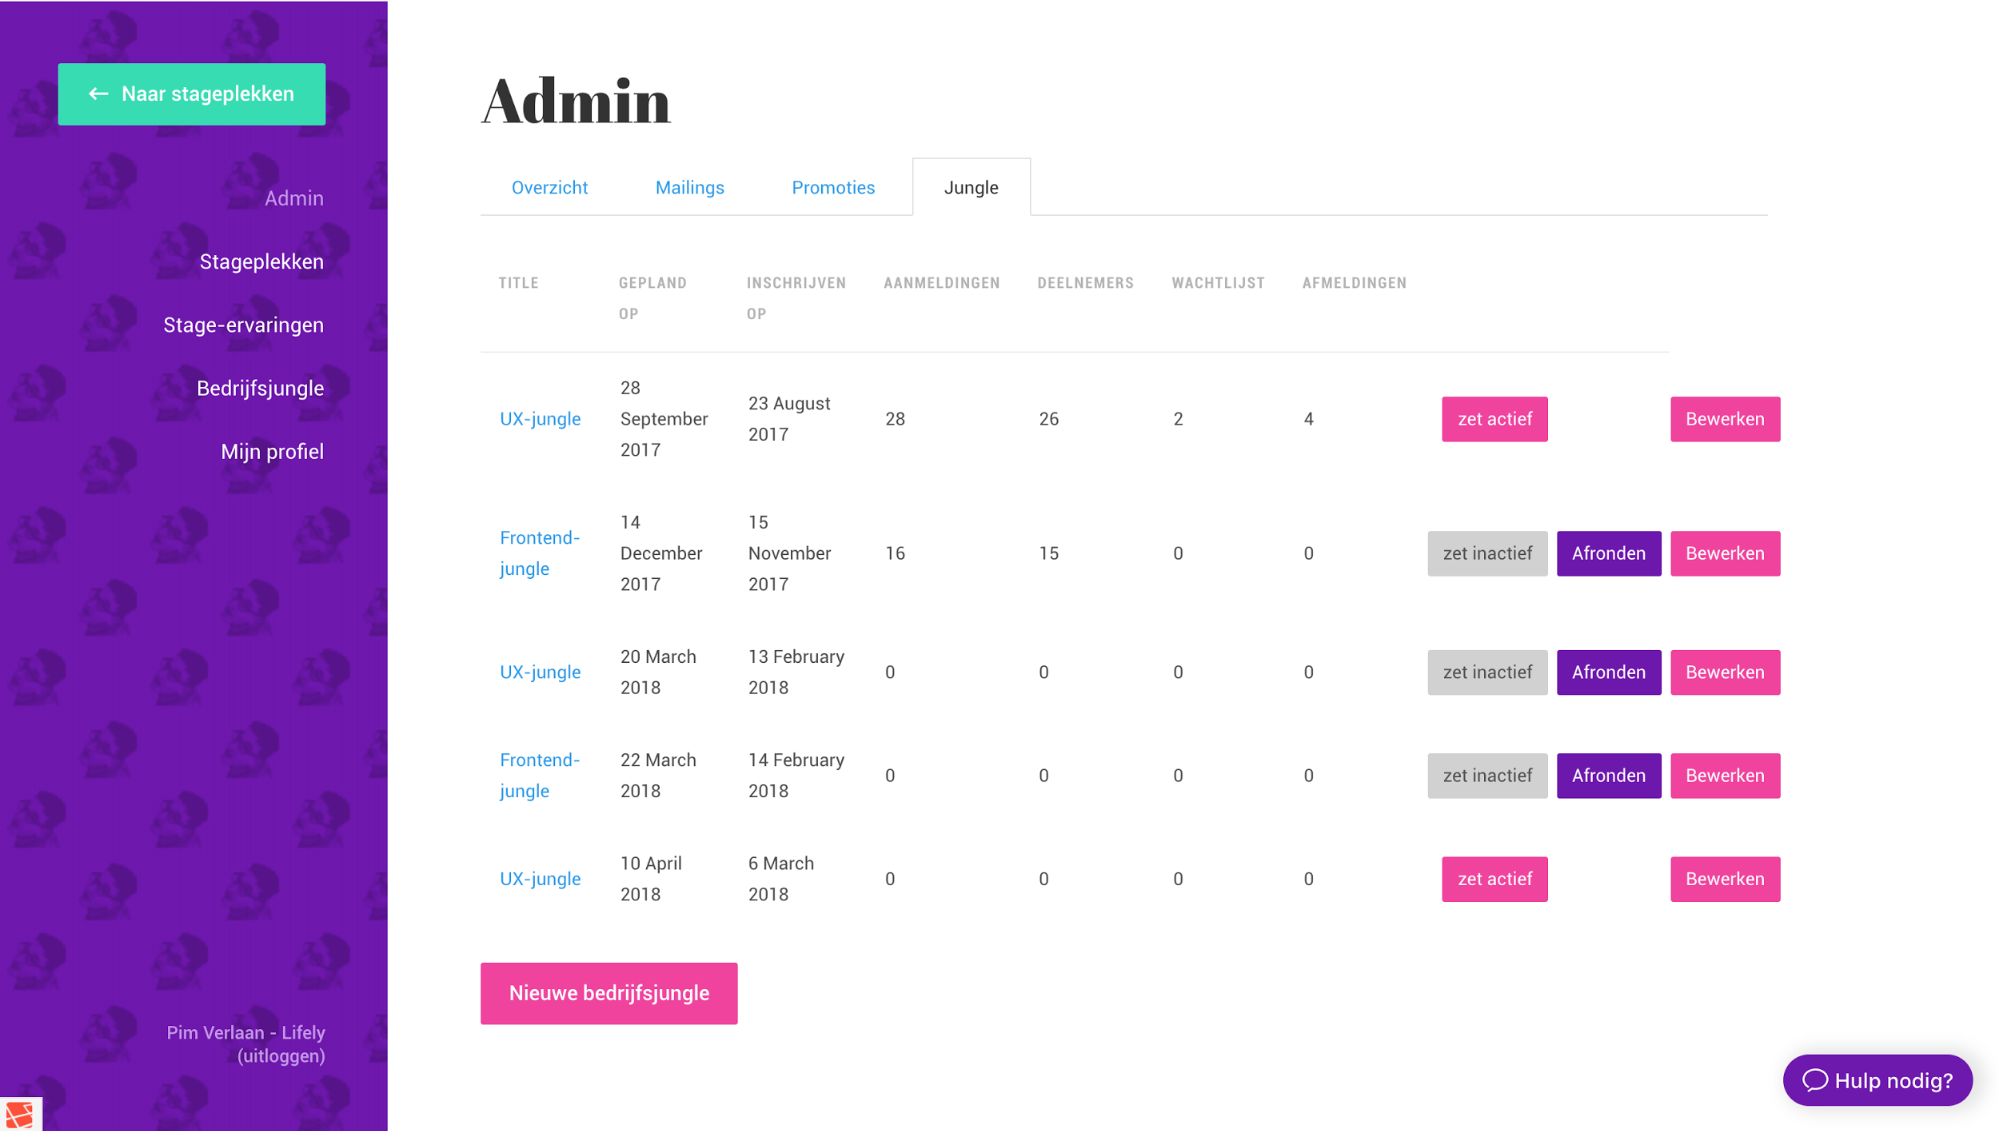 ← Naar stageplekken
Admin
Stageplekken
Stage-ervaringen
Bedrijfsjungle
Mijn profiel
Pim Verlaan - Lifely
(uitloggen)
Admin
Overzicht Mailings Promoties Jungle
TITLE GEPLAND OP INSCHRIJVEN OP AANMELDINGEN DEELNEMERS WACHTLIJST AFMELDINGEN
UX-jungle 28 September 2017 23 August 2017 28 26 2 4 zet actief Bewerken
Frontend-jungle 14 December 2017 15 November 2017 16 15 0 0 zet inactief Afronden Bewerken
UX-jungle 20 March 2018 13 February 2018 0 0 0 0 zet inactief Afronden Bewerken
Frontend-jungle 22 March 2018 14 February 2018 0 0 0 0 zet inactief Afronden Bewerken
UX-jungle 10 April 2018 6 March 2018 0 0 0 0 zet actief Bewerken
Nieuwe bedrijfsjungle
Hulp nodig?